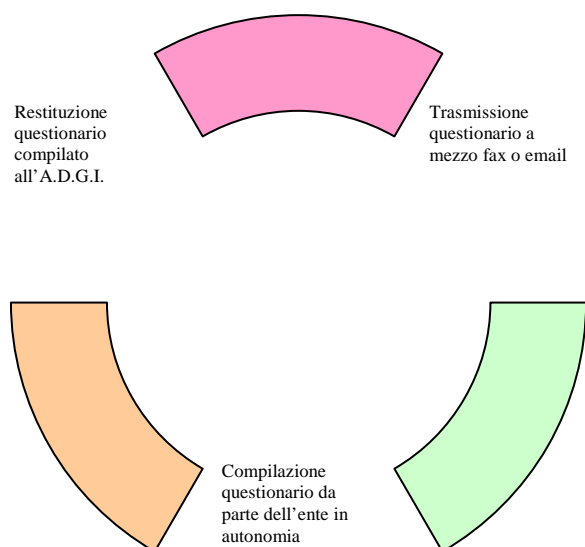 Restituzione
questionario
compilato
all'A.D.G.I.
Trasmissione
questionario a
mezzo fax o email
Compilazione
questionario da
parte dell'ente in
autonomia